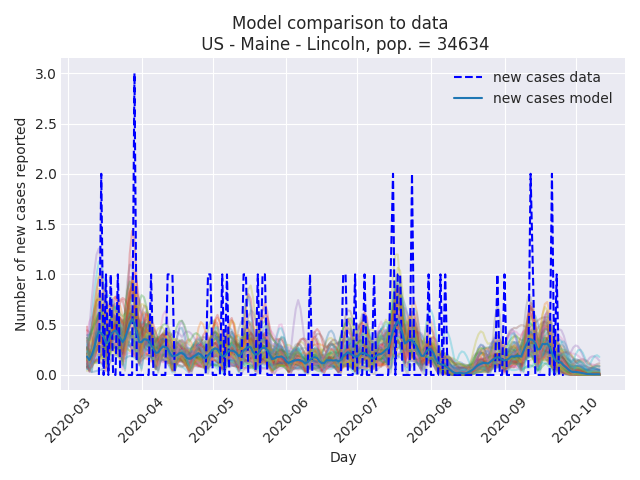 Model comparison to data
US - Maine - Lincoln, pop. = 34634
new cases data
new cases model
Number of new cases reported
3.0
2.5
2.0
1.5
1.0
0.5
0.0
2020-03
2020-04
2020-05
2020-06
2020-07
2020-08
2020-09
2020-10
Day